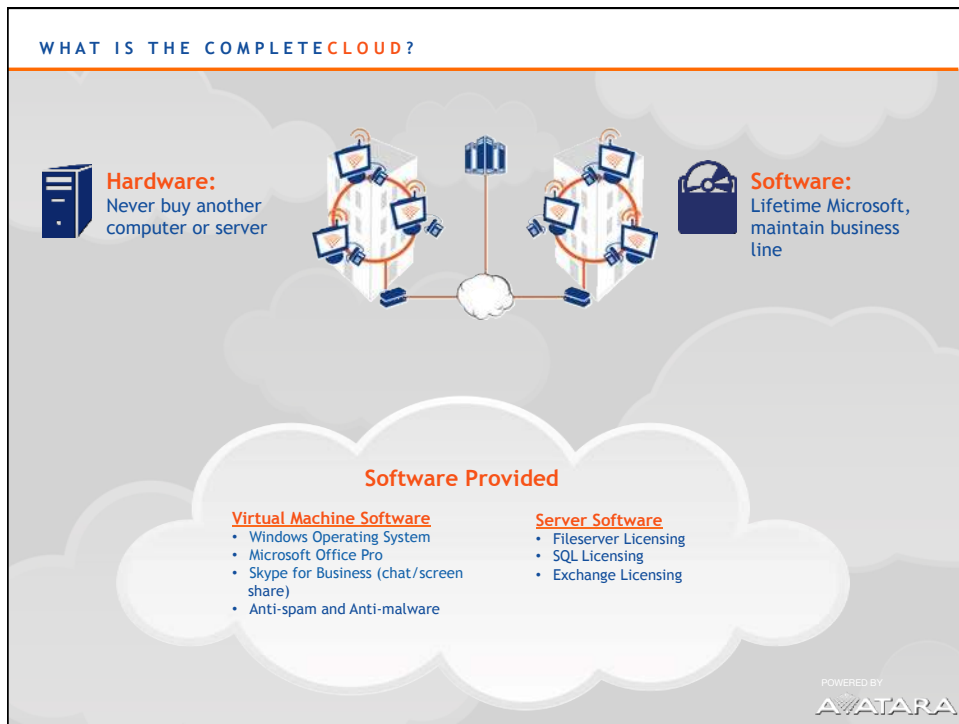 WHAT IS THE COMPLETECLOUD?
Hardware:
Never buy another
computer or server
Software:
Lifetime Microsoft,
maintain business
line
Software Provided
Virtual Machine Software
• Windows Operating System
• Microsoft Office Pro
• Skype for Business (chat/screen
share)
• Anti-spam and Anti-malware
Server Software
• Fileserver Licensing
• SQL Licensing
• Exchange Licensing
POWERED BY
AVATARA